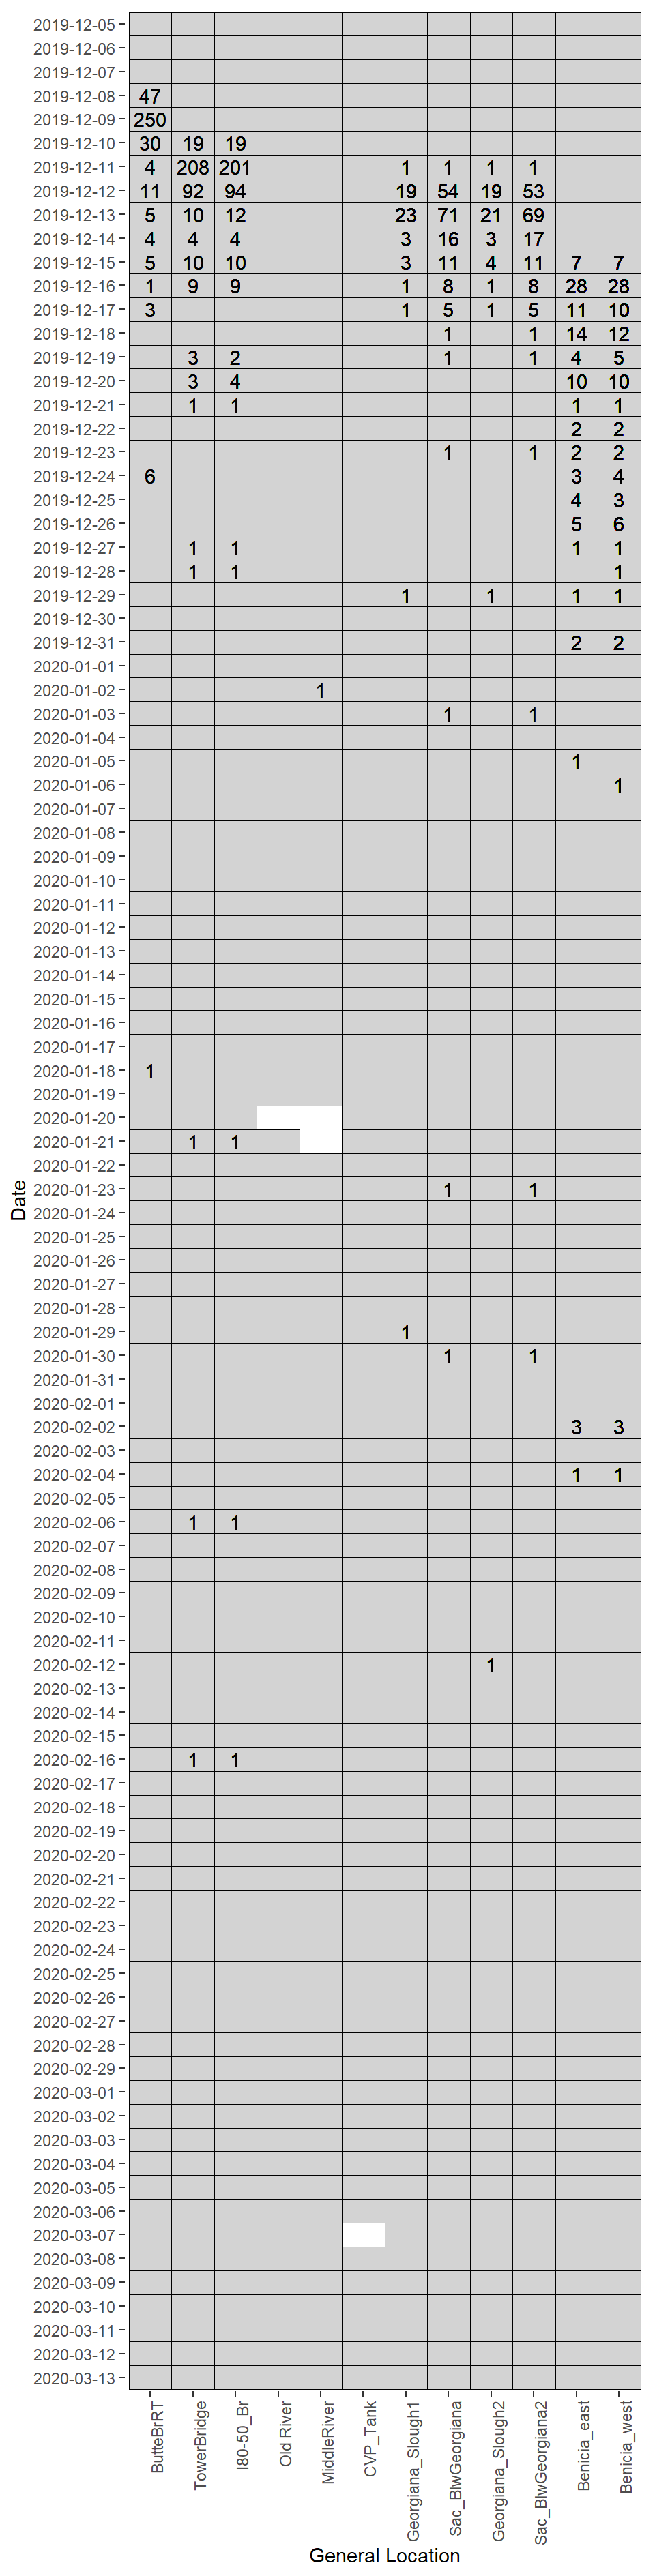 2019-12-05
2019-12-06
2019-12-07
2019-12-08 47
2019-12-09 250
2019-12-10 30 19 19
2019-12-11 4 208 201 1 1 1 1
2019-12-12 11 92 94 19 54 19 53
2019-12-13 5 10 12 23 71 21 69
2019-12-14 4 4 4 3 16 3 17
2019-12-15 5 10 10 3 11 4 11 7 7
2019-12-16 1 9 9 1 8 1 8 28 28
2019-12-17 3 1 5 1 5 11 10
2019-12-18 1 1 14 12
2019-12-19 3 2 1 1 4 5
2019-12-20 3 4 10 10
2019-12-21 1 1 1 1
2019-12-22 2 2
2019-12-23 1 1 2 2
2019-12-24 6 3 4
2019-12-25 4 3
2019-12-26 5 6
2019-12-27 1 1 1 1
2019-12-28 1 1 1
2019-12-29 1 1 1 1
2019-12-30
2019-12-31 2 2
2020-01-01
2020-01-02 1
2020-01-03 1 1
2020-01-04
2020-01-05 1
2020-01-06 1
2020-01-07
2020-01-08
2020-01-09
2020-01-10
2020-01-11
2020-01-12
2020-01-13
2020-01-14
2020-01-15
2020-01-16
2020-01-17
2020-01-18 1
2020-01-19
2020-01-20
2020-01-21 1 1
2020-01-22
2020-01-23 1 1
2020-01-24
2020-01-25
2020-01-26
2020-01-27
2020-01-28
2020-01-29 1
2020-01-30 1 1
2020-01-31
2020-02-01
2020-02-02 3 3
2020-02-03
2020-02-04 1 1
2020-02-05
2020-02-06 1 1
2020-02-07
2020-02-08
2020-02-09
2020-02-10
2020-02-11
2020-02-12 1
2020-02-13
2020-02-14
2020-02-15
2020-02-16 1 1
2020-02-17
2020-02-18
2020-02-19
2020-02-20
2020-02-21
2020-02-22
2020-02-23
2020-02-24
2020-02-25
2020-02-26
2020-02-27
2020-02-28
2020-02-29
2020-03-01
2020-03-02
2020-03-03
2020-03-04
2020-03-05
2020-03-06
2020-03-07
2020-03-08
2020-03-09
2020-03-10
2020-03-11
2020-03-12
2020-03-13
Date
ButteBrRT
TowerBridge
I80-50_Br
Old River
MiddleRiver
CVP_Tank
Georgiana_Slough1
Sac_BlwGeorgiana
Georgiana_Slough2
Sac_BlwGeorgiana2
Benicia_east
Benicia_west
General Location